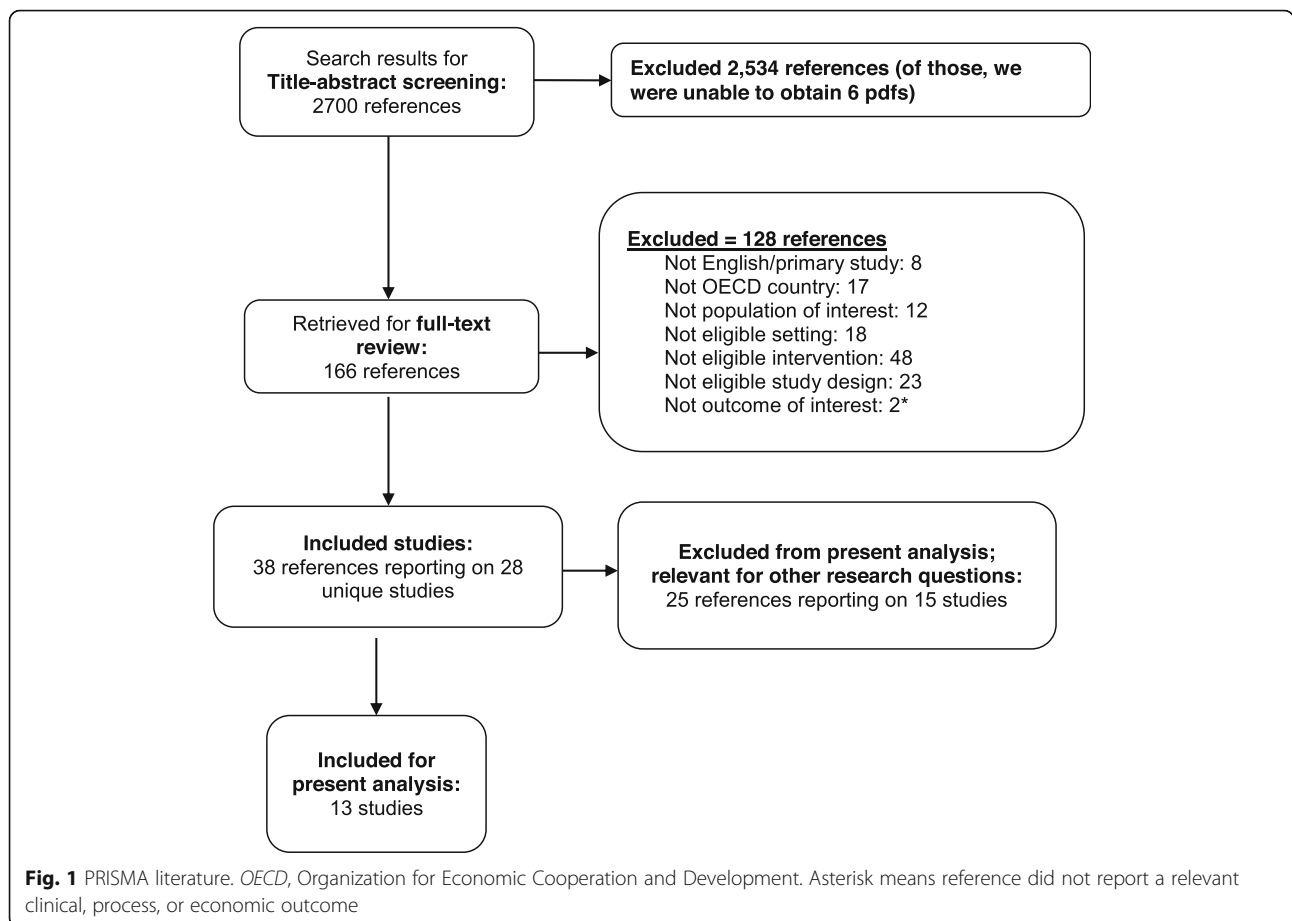 Search results for
Title-abstract screening:
2700 references
Excluded 2,534 references (of those, we
were unable to obtain 6 pdfs)
Excluded = 128 references
Not English/primary study: 8
Not OECD country: 17
Not population of interest: 12
Not eligible setting: 18
Not eligible intervention: 48
Not eligible study design: 23
Not outcome of interest: 2*
Retrieved for full-text
review:
166 references
Included studies:
38 references reporting on 28
unique studies
Excluded from present analysis;
relevant for other research questions:
25 references reporting on 15 studies
Included for
present analysis:
13 studies
Fig. 1 PRISMA literature. OECD, Organization for Economic Cooperation and Development. Asterisk means reference did not report a relevant
clinical, process, or economic outcome